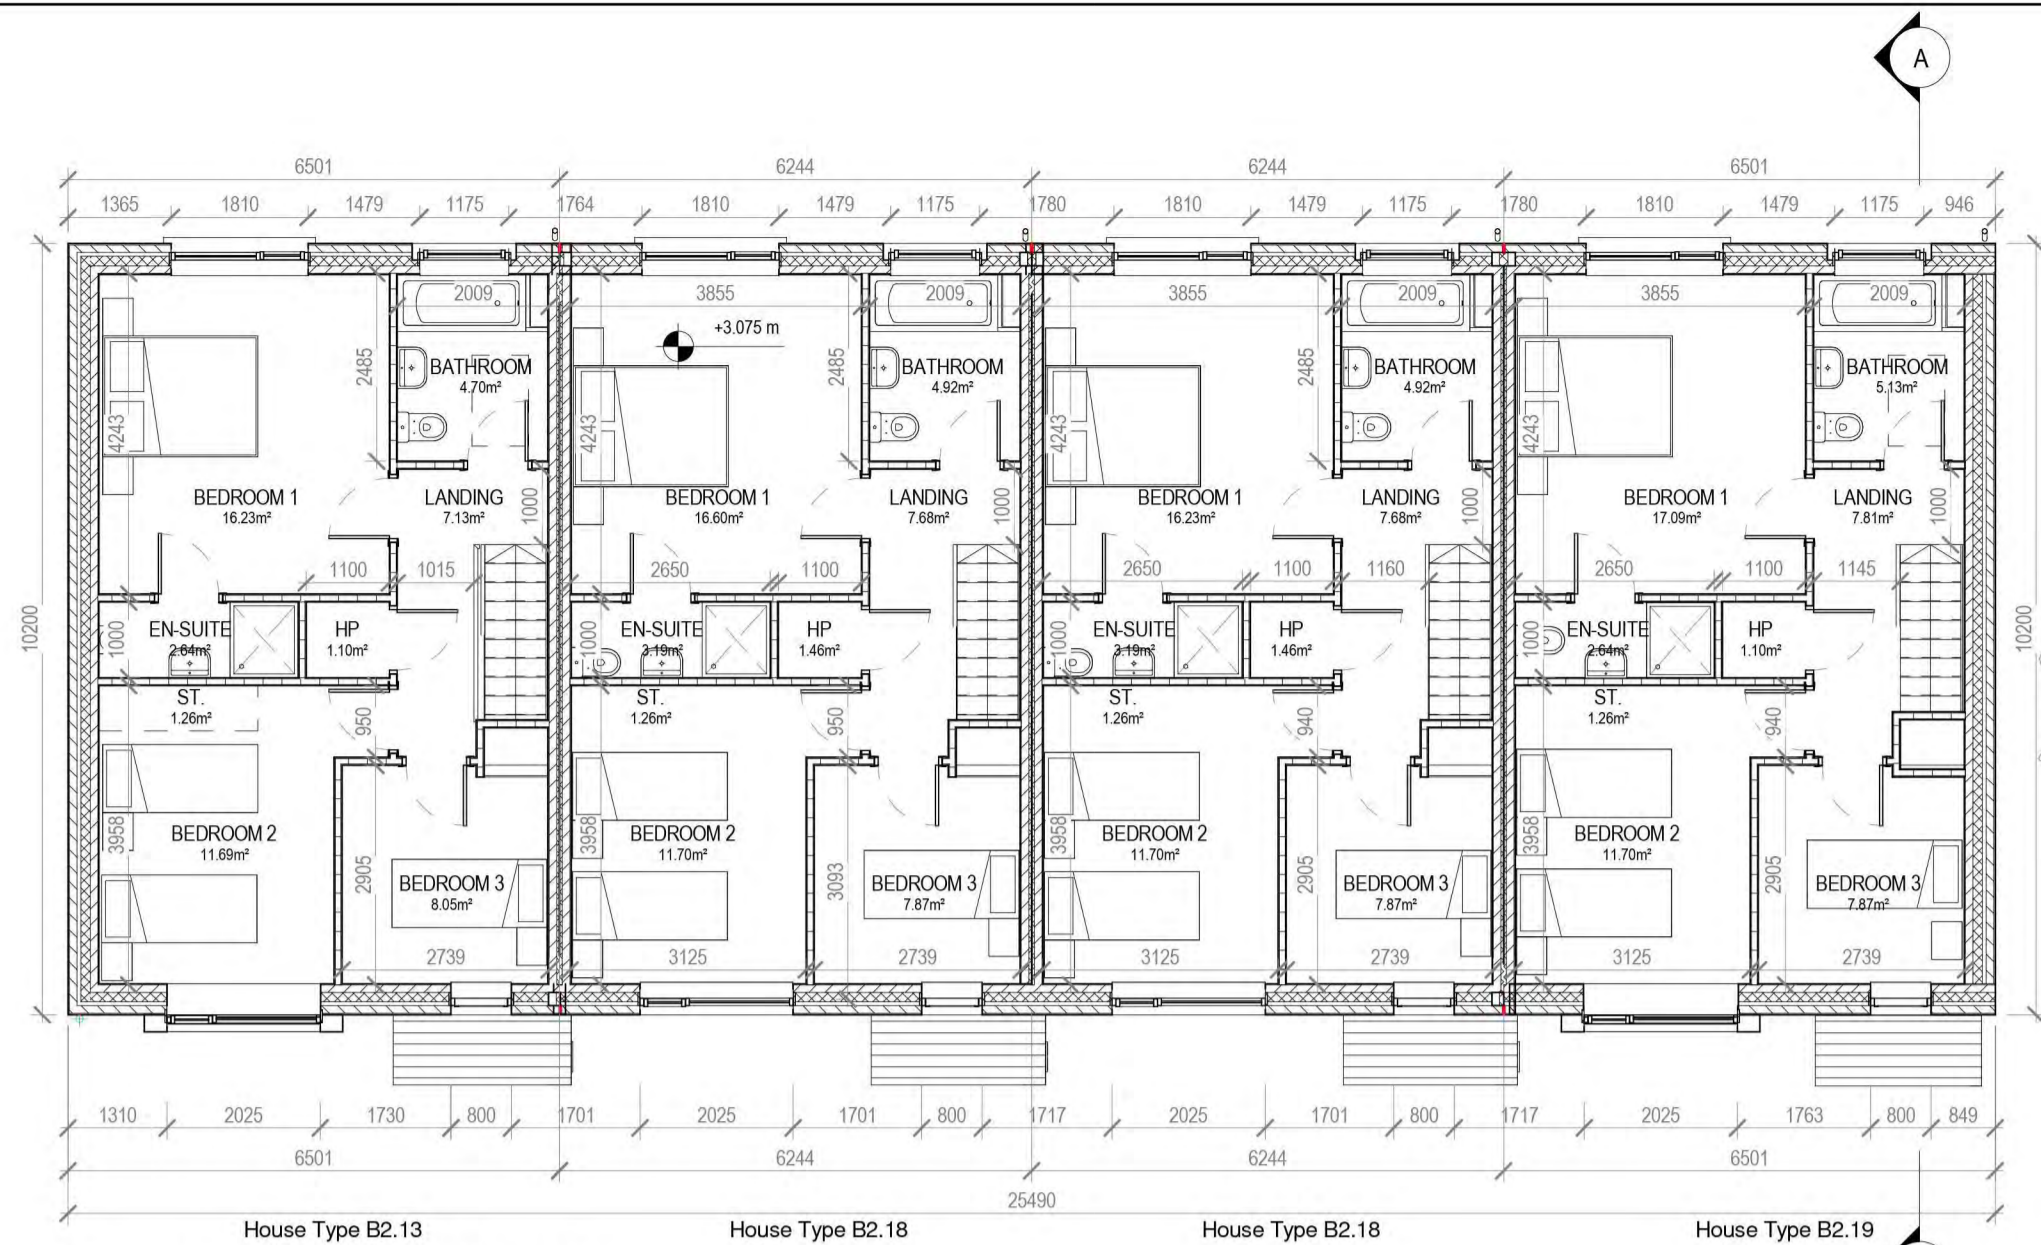 A
6501 6244 6244 6501
1365 1810 1479 1175 1764 1810 1479 1175 1780 1810 1479 1175 1780 1810 1479 1175 946
2009 3855 2009 3855 2009 3855 2009
+3.075 m
2485 2485 2485
BATHROOM BATHROOM BATHROOM BATHROOM
4.70m² 4.92m² 4.92m² 5.13m²
4243 4243 4243 4243
BEDROOM 1 LANDING BEDROOM 1 LANDING BEDROOM 1 LANDING BEDROOM 1 LANDING
16.23m² 7.13m² 16.60m² 7.68m² 16.23m² 7.68m² 17.09m² 7.81m²
1000 1000 1000 1000
1100 1015 2650 1100 2650 1100 1160 2650 1100 1145
10200 10200
1000 1000 1000 1000
EN-SUITE HP EN-SUITE HP EN-SUITE HP EN-SUITE HP
2.64m² 1.10m² 3.19m² 1.46m² 3.19m² 1.46m² 2.64m² 1.10m²
ST. ST. ST. ST.
1.26m² 1.26m² 1.26m² 1.26m²
950 950 940 940
3958 3958 3958 3958
BEDROOM 2 BEDROOM 2 BEDROOM 2 BEDROOM 2
11.69m² 11.70m² 11.70m² 11.70m²
2905 3093 2905 2905
BEDROOM 3 BEDROOM 3 BEDROOM 3 BEDROOM 3
8.05m² 7.87m² 7.87m² 7.87m²
2739 3125 2739 3125 2739 3125 2739
1310 2025 1730 800 1701 2025 1701 800 1717 2025 1701 800 1717 2025 1763 800 849
6501 6244 6244 6501
25490
House Type B2.13 House Type B2.18 House Type B2.18 House Type B2.19